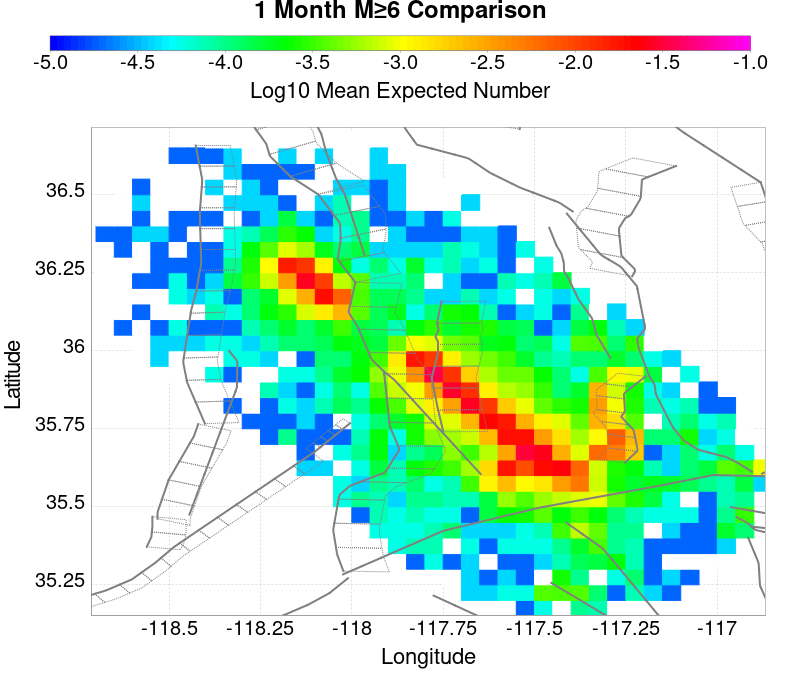 1 Month M≥6 Comparison
-5.0 -4.5 -4.0 -3.5 -3.0 -2.5 -2.0 -1.5 -1.0
Log10 Mean Expected Number
36.5
36.25
36
35.75
35.5
35.25
Latitude
-118.5 -118.25 -118 -117.75 -117.5 -117.25 -117
Longitude